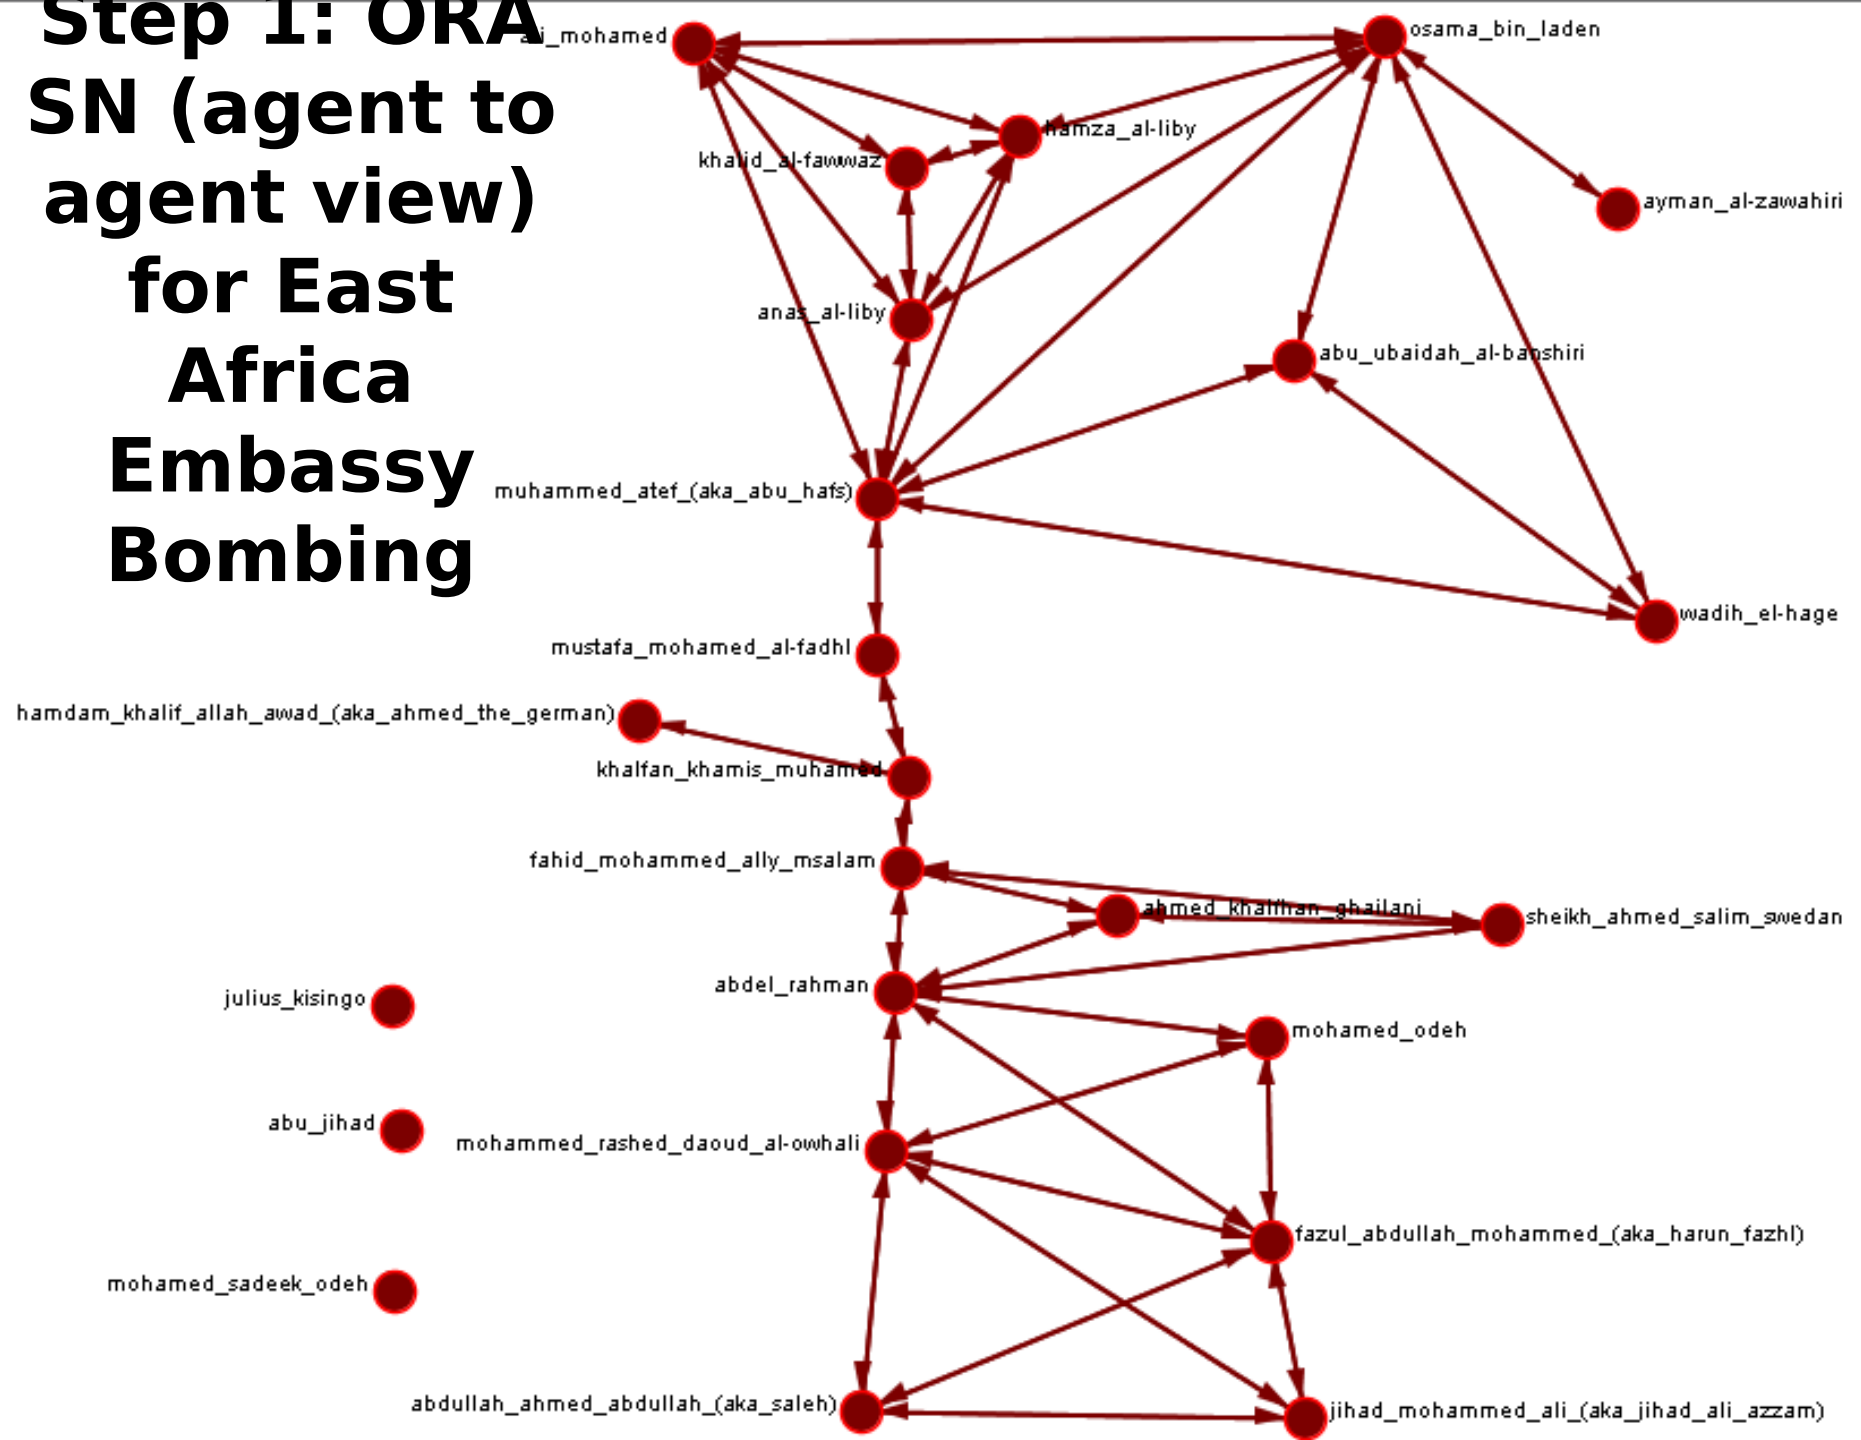 Step 1: ORA
SN (agent to
agent view)
for East
Africa
Embassy
Bombing
ali_mohamed
osama_bin_laden
hamza_al-liby
khalid_al-fawwaz
ayman_al-zawahiri
anas_al-liby
abu_ubaidah_al-banshiri
muhammed_atef_(aka_abu_hafs)
wadih_el-hage
mustafa_mohamed_al-fadhl
hamdam_khalif_allah_awad_(aka_ahmed_the_german)
khalfan_khamis_muhamed
fahid_mohammed_ally_msalam
ahmed_khalfhan_ghailani
sheikh_ahmed_salim_swedan
abdel_rahman
julius_kisingo
mohamed_odeh
abu_jihad
mohammed_rashed_daoud_al-owhali
fazul_abdullah_mohammed_(aka_harun_fazhl)
mohamed_sadeek_odeh
abdullah_ahmed_abdullah_(aka_saleh)
jihad_mohammed_ali_(aka_jihad_ali_azzam)